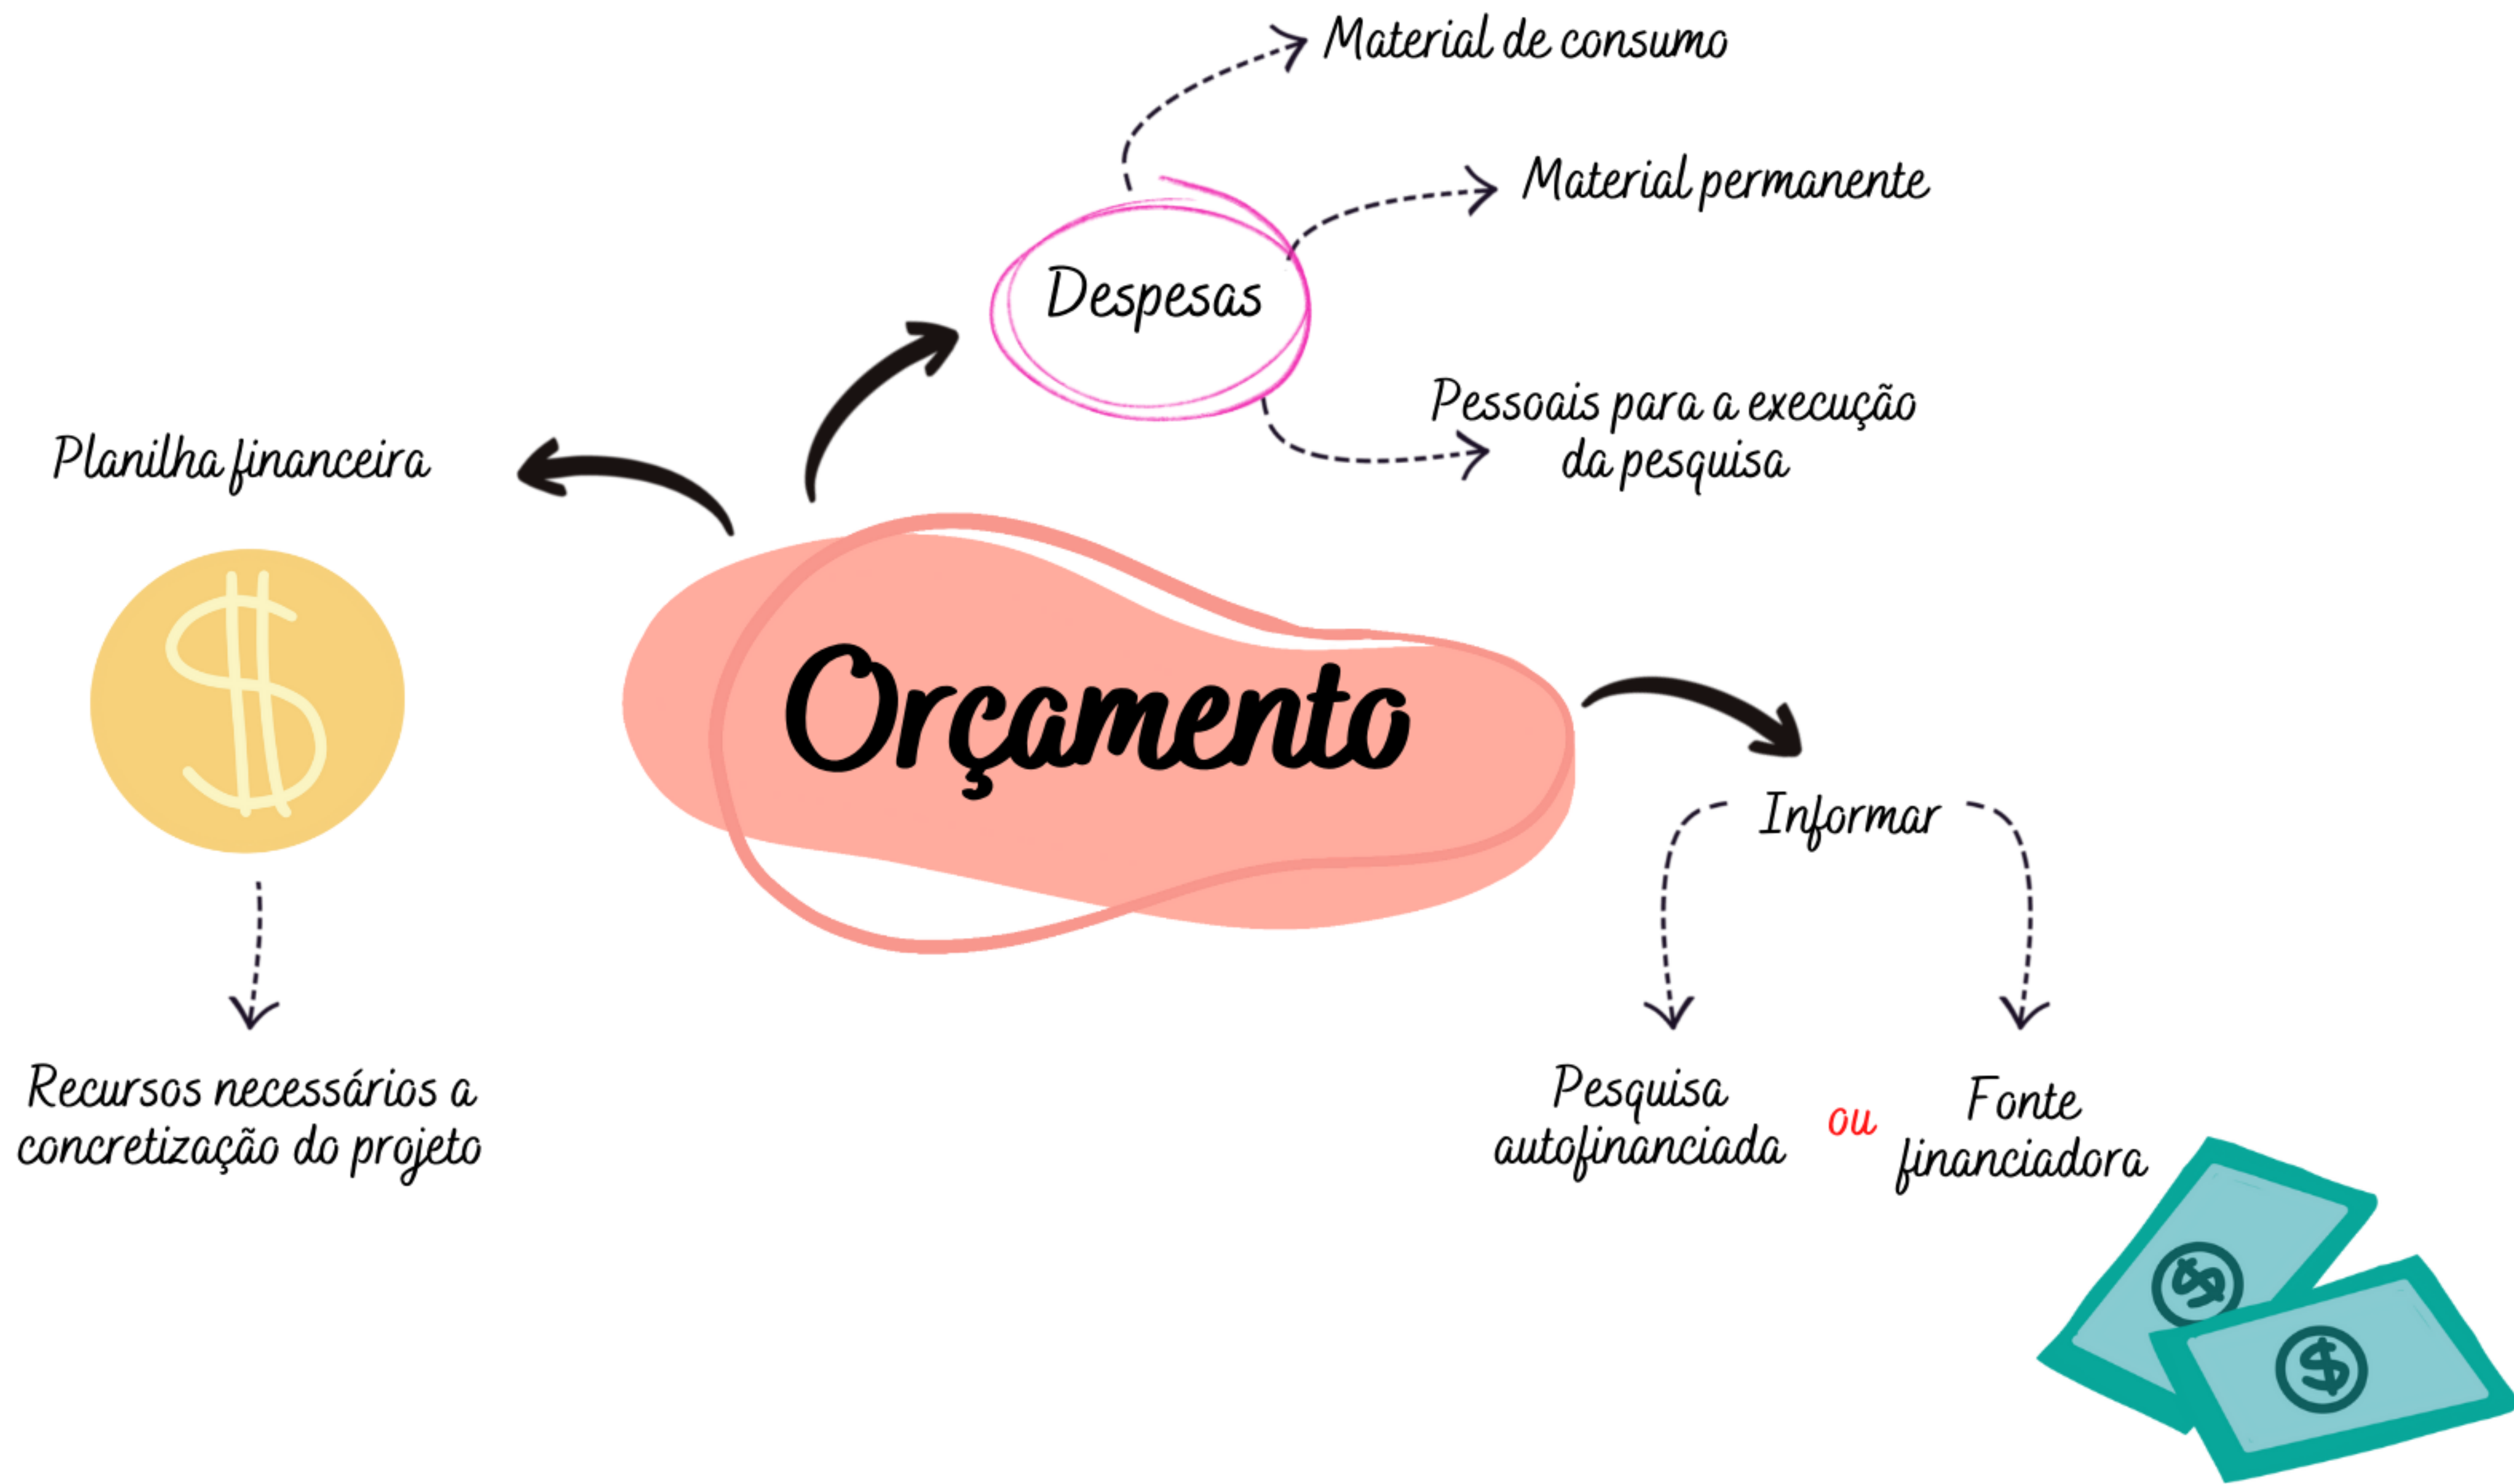 Material de consumo
Material permanente
Despesas
Pessoais para a execução
da pesquisa
Planilha financeira
Orçamento
Informar
Recursos necessários a
concretização do projeto
Pesquisa
autofinanciada
ou
Fonte
financiadora